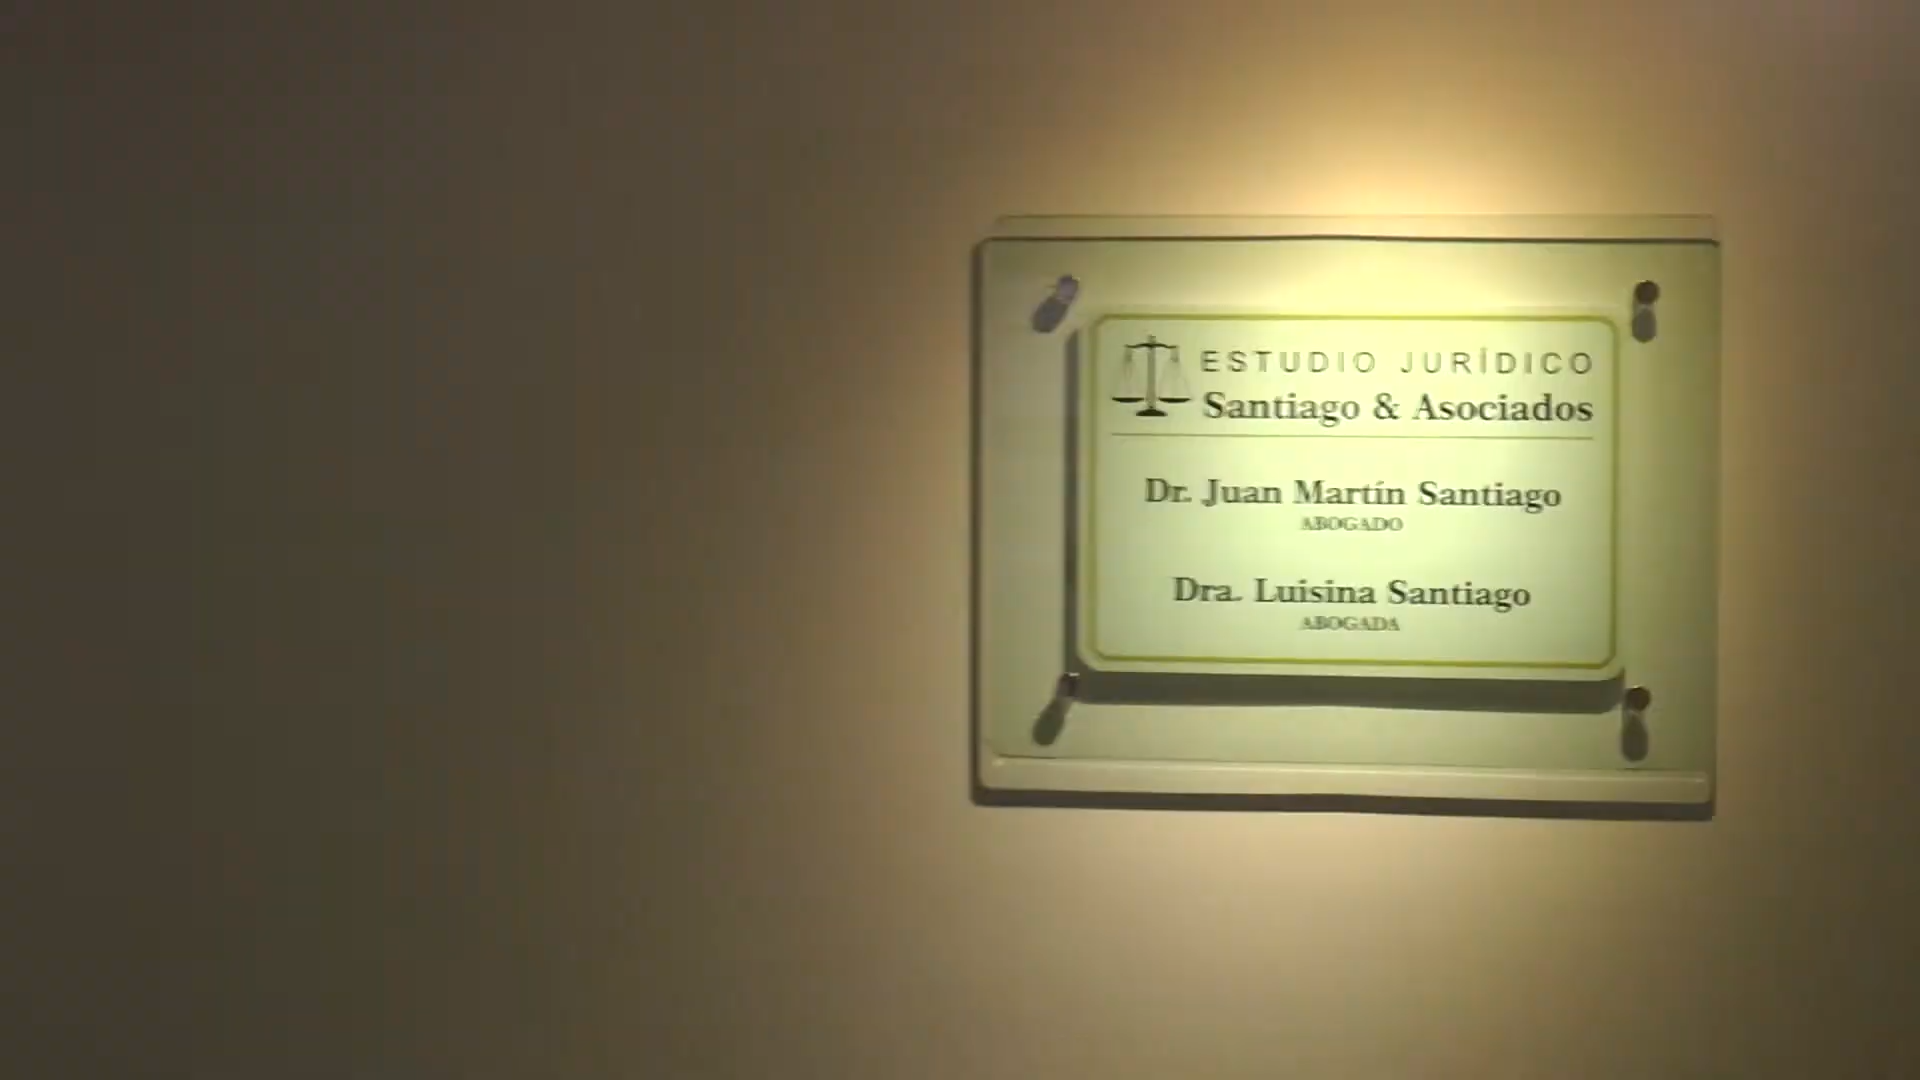 ESTUDIO JURÍDICO
Santiago & Asociados
Dr. Juan Martín Santiago
ABOGADO
Dra. Luisina Santiago
ABOGADA